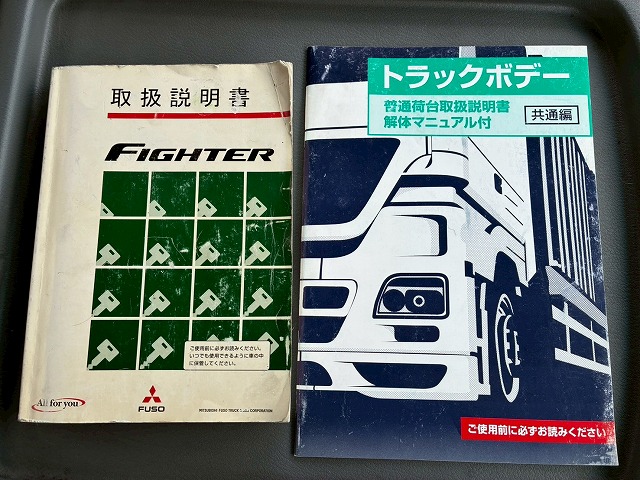 取扱説明書
FIGHTER
ご使用前に必ずお読みください。
いつでも使用できるように車の中
に保管してください。
All for you
FUSO
MITSUBISHI FUSO TRUCK CORPORATION
トラックボデー
普通荷台取扱説明書
解体マニュアル付
共通編
ご使用前に必ずお読みください